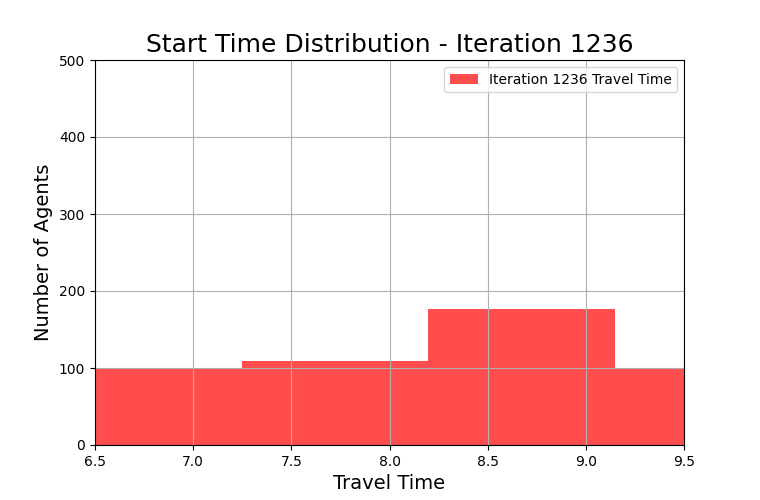 Start Time Distribution - Iteration 1236
Iteration 1236 Travel Time
Number of Agents
500
400
300
200
100
0
6.5 7.0 7.5 8.0 8.5 9.0 9.5
Travel Time